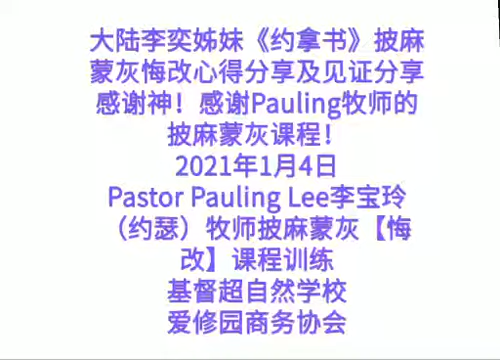 大陆李奕姊妹《约拿书》披麻
蒙灰悔改心得分享及见证分享
感谢神！感谢Pauling牧师的
披麻蒙灰课程！
2021年1月4日
Pastor Pauling Lee李宝玲
（约瑟）牧师披麻蒙灰【悔
改】课程训练
基督超自然学校
爱修园商务协会